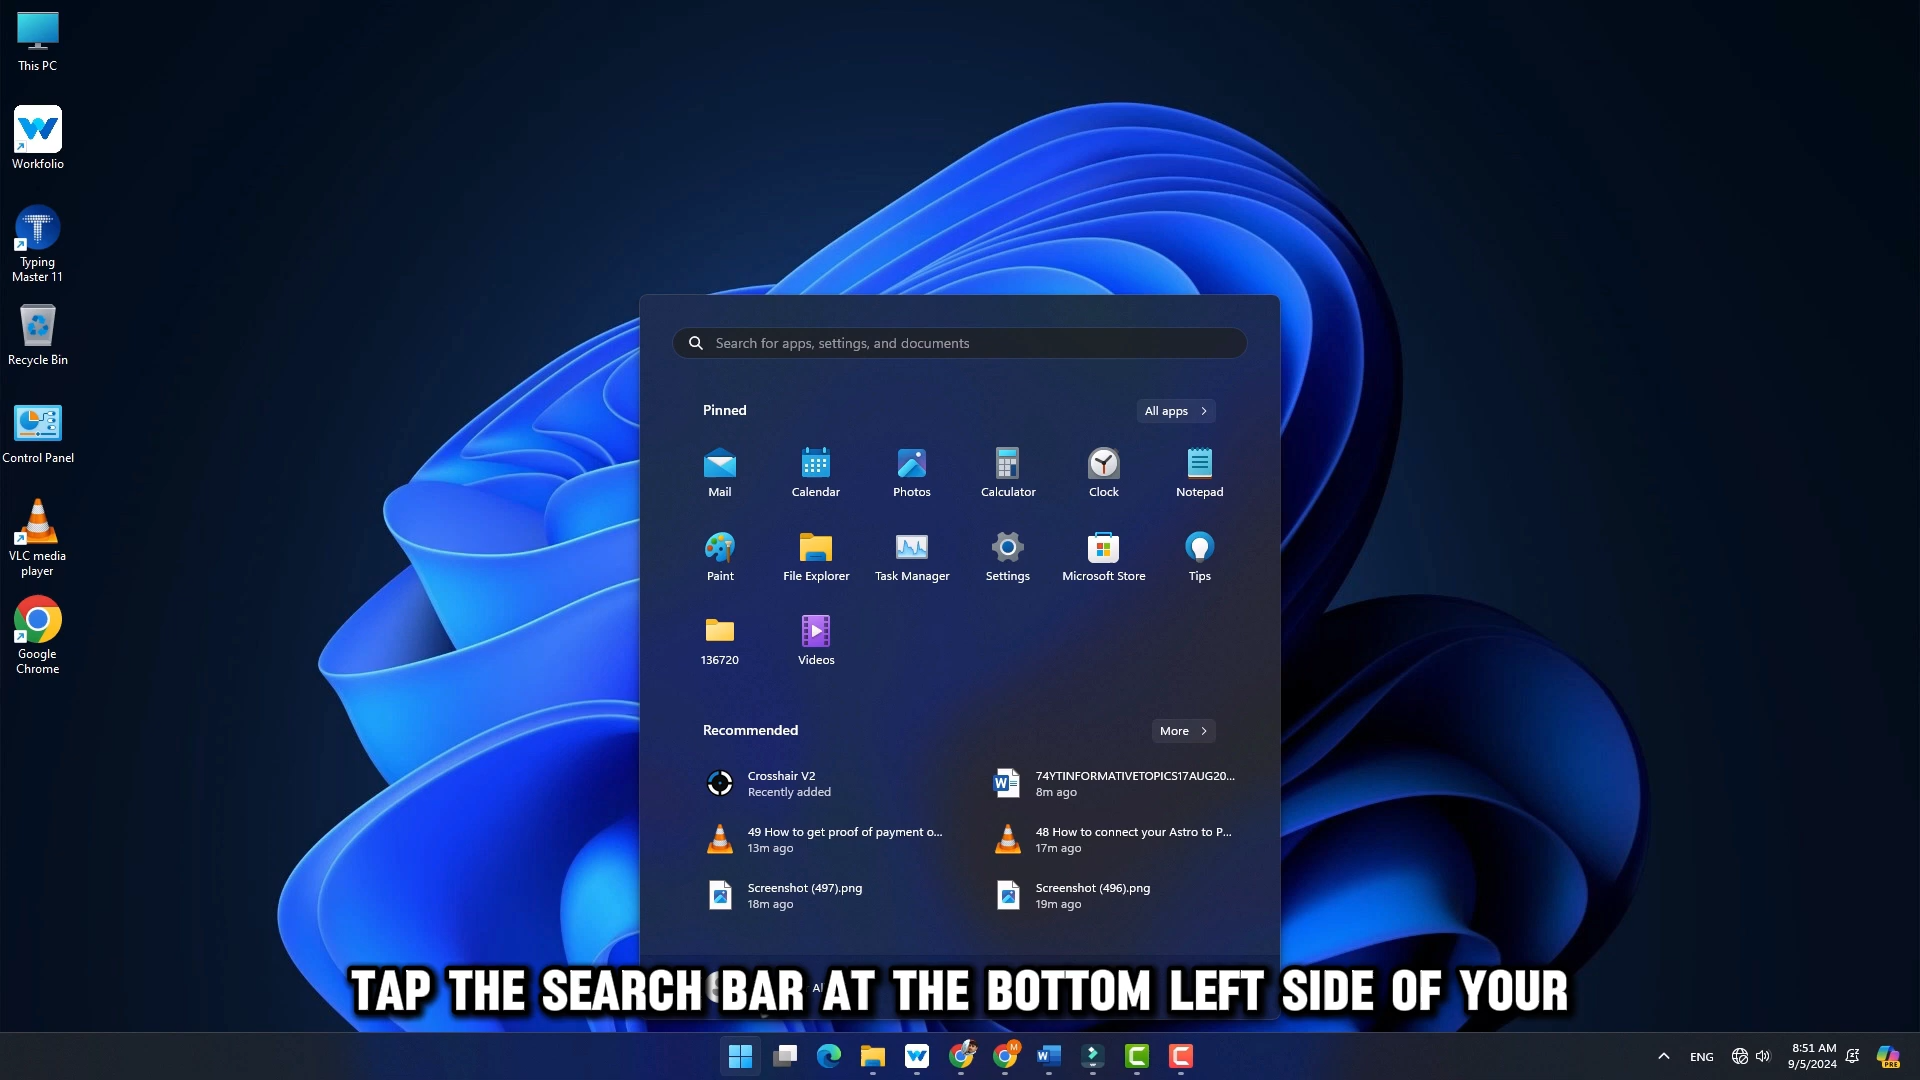 This PC
Workfolio
Typing
Master 11
Recycle Bin
Control Panel
VLC media
player
Google
Chrome
Search for apps, settings, and documents
Pinned
All apps
Mail
Calendar
Photos
Calculator
Clock
Notepad
Paint
File Explorer
Task Manager
Settings
Microsoft Store
Tips
136720
Videos
Recommended
More
Crosshair V2
Recently added
74YTINFORMATIVETOPICS17AUG20...
8m ago
49 How to get proof of payment o...
13m ago
48 How to connect your Astro to P...
17m ago
Screenshot (497).png
18m ago
Screenshot (496).png
19m ago
TAP THE SEARCH BAR AT THE BOTTOM LEFT SIDE OF YOUR
ENG
8:51 AM
9/5/2024